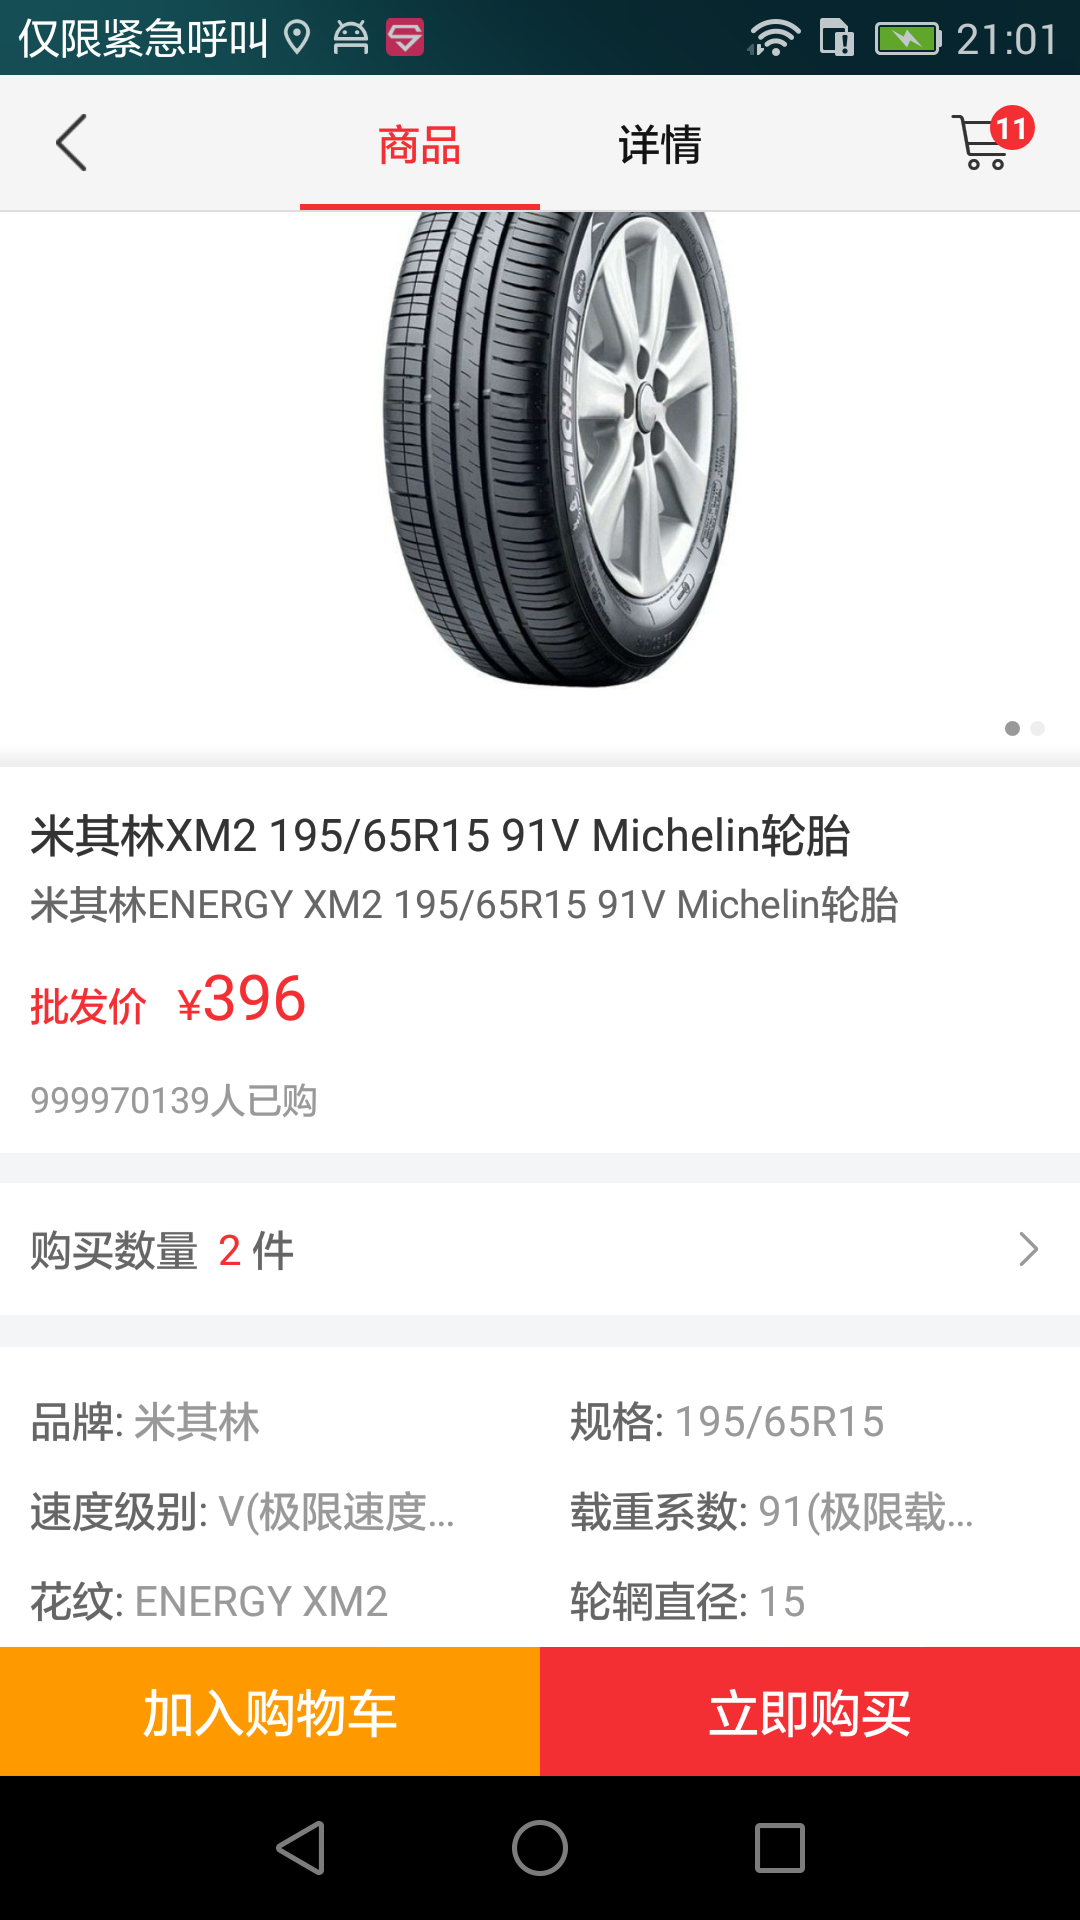 仅限紧急呼叫 21:01
商品 详情 11
MICHELIN
米其林XM2 195/65R15 91V Michelin轮胎
米其林ENERGY XM2 195/65R15 91V Michelin轮胎
批发价 ¥396
999970139人已购
购买数量 2 件
品牌: 米其林 规格: 195/65R15
速度级别: V(极限速度... 载重系数: 91(极限载...
花纹: ENERGY XM2 轮辋直径: 15
加入购物车 立即购买